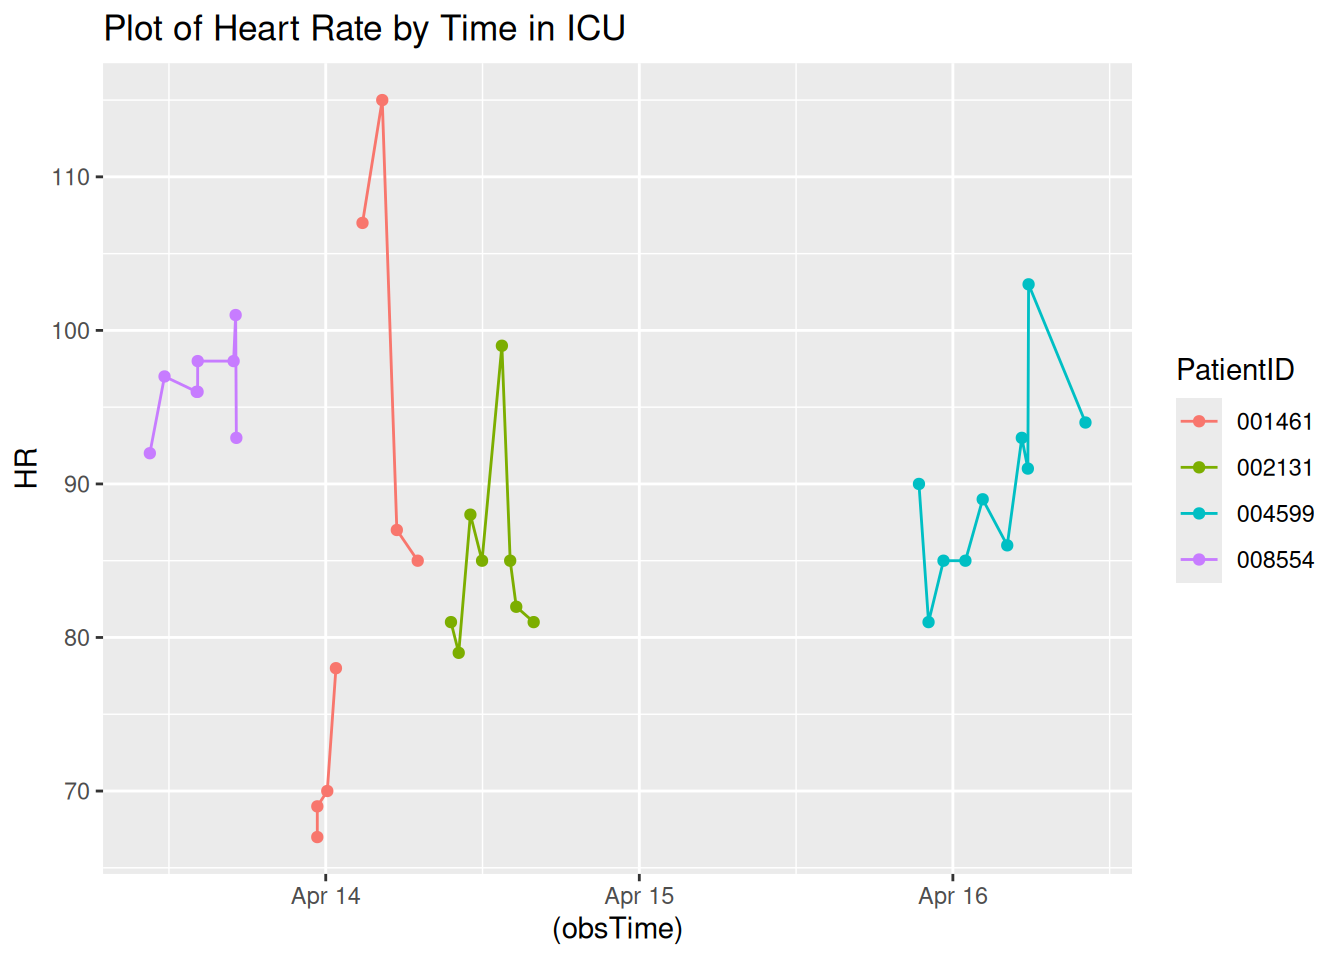 Plot of Heart Rate by Time in ICU
HR
110
100
90
80
70
Apr 14
Apr 15
Apr 16
(obsTime)
PatientID
001461
002131
004599
008554